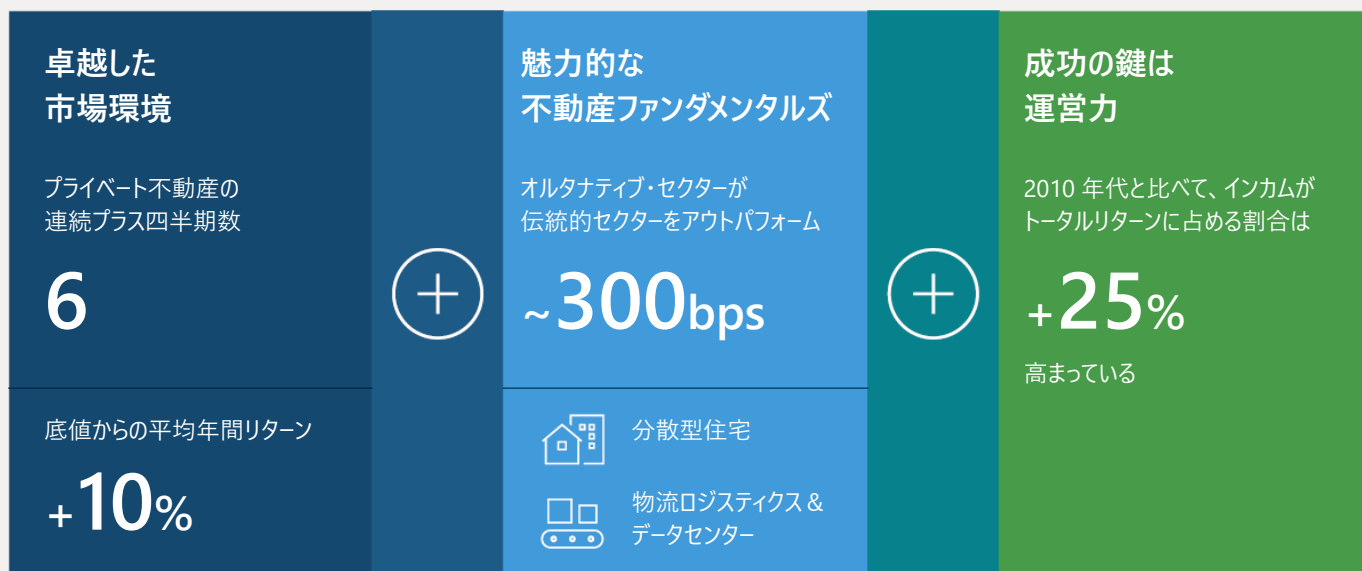 卓越した
市場環境
プライベート不動産の
連続プラス四半期数
6
底値からの平均年間リターン
+10%
魅力的な
不動産ファンダメンタルズ
オルタナティブ・セクターが
伝統的セクターをアウトパフォーム
~300bps
分散型住宅
物流ロジスティクス &
データセンター
成功の鍵は
運営力
2010 年代と比べて、インカムが
トータルリターンに占める割合は
+25%
高まっている